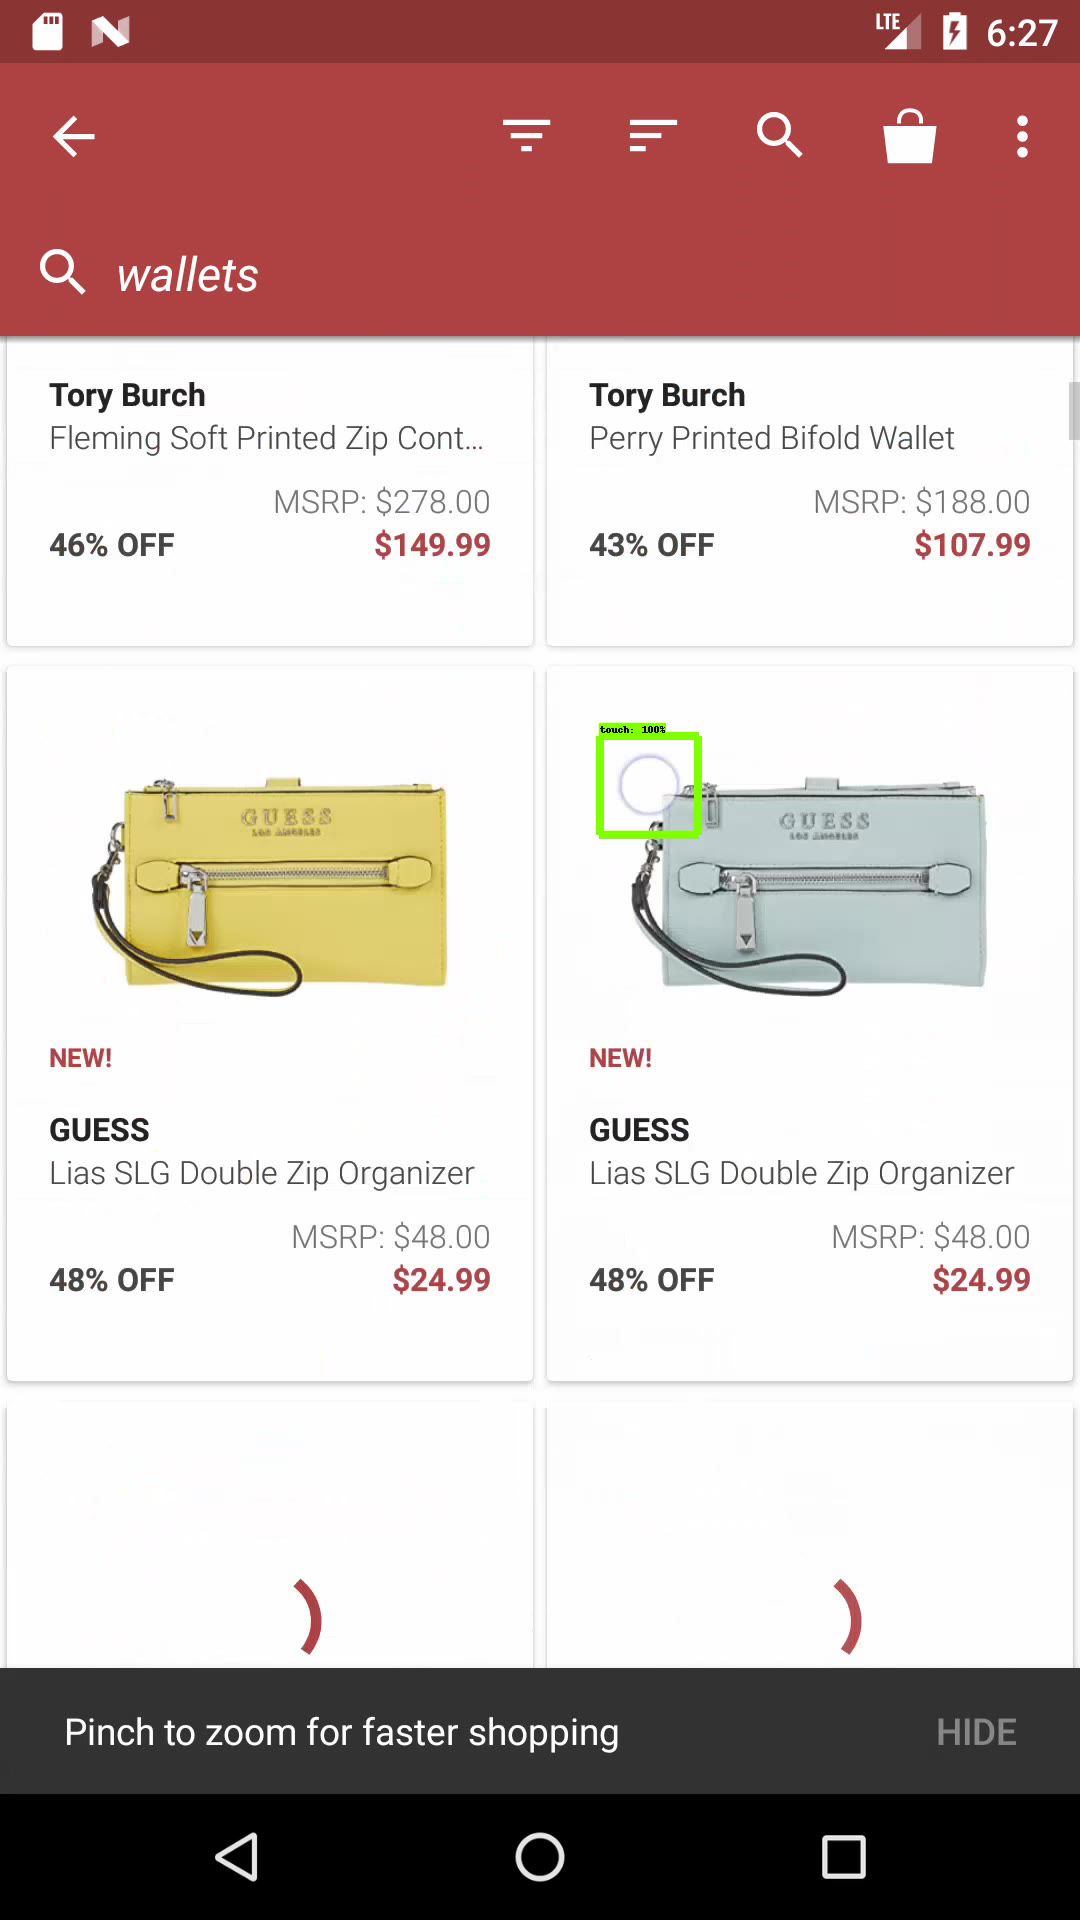 LTE 6:27
wallets
Tory Burch
Fleming Soft Printed Zip Cont...
MSRP: $278.00
46% OFF $149.99
Tory Burch
Perry Printed Bifold Wallet
MSRP: $188.00
43% OFF $107.99
GUESS
LOS ANGELES
NEW!
GUESS
Lias SLG Double Zip Organizer
MSRP: $48.00
48% OFF $24.99
touch: 100%
GUESS
LOS ANGELES
NEW!
GUESS
Lias SLG Double Zip Organizer
MSRP: $48.00
48% OFF $24.99
Pinch to zoom for faster shopping HIDE